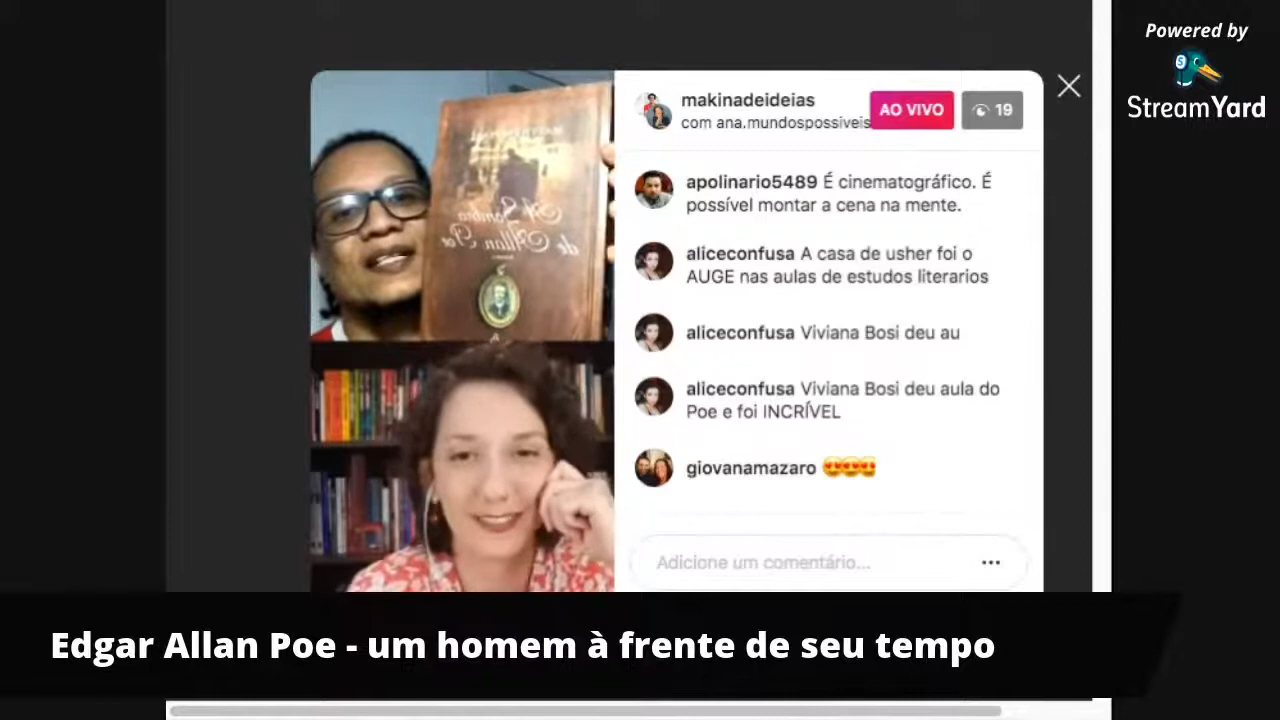 Powered by
StreamYard
makinadeideias
com ana.mundospossiveis
AO VIVO
19
apolinario5489 É cinematográfico. É
possível montar a cena na mente.
aliceconfusa A casa de usher foi o
AUGE nas aulas de estudos literarios
aliceconfusa Viviana Bosi deu au
aliceconfusa Viviana Bosi deu aula do
Poe e foi INCRÍVEL
giovanamazaro 😍😍😍
Adicione um comentário...
A Sombra
de Allan Poe
Edgar Allan Poe - um homem à frente de seu tempo